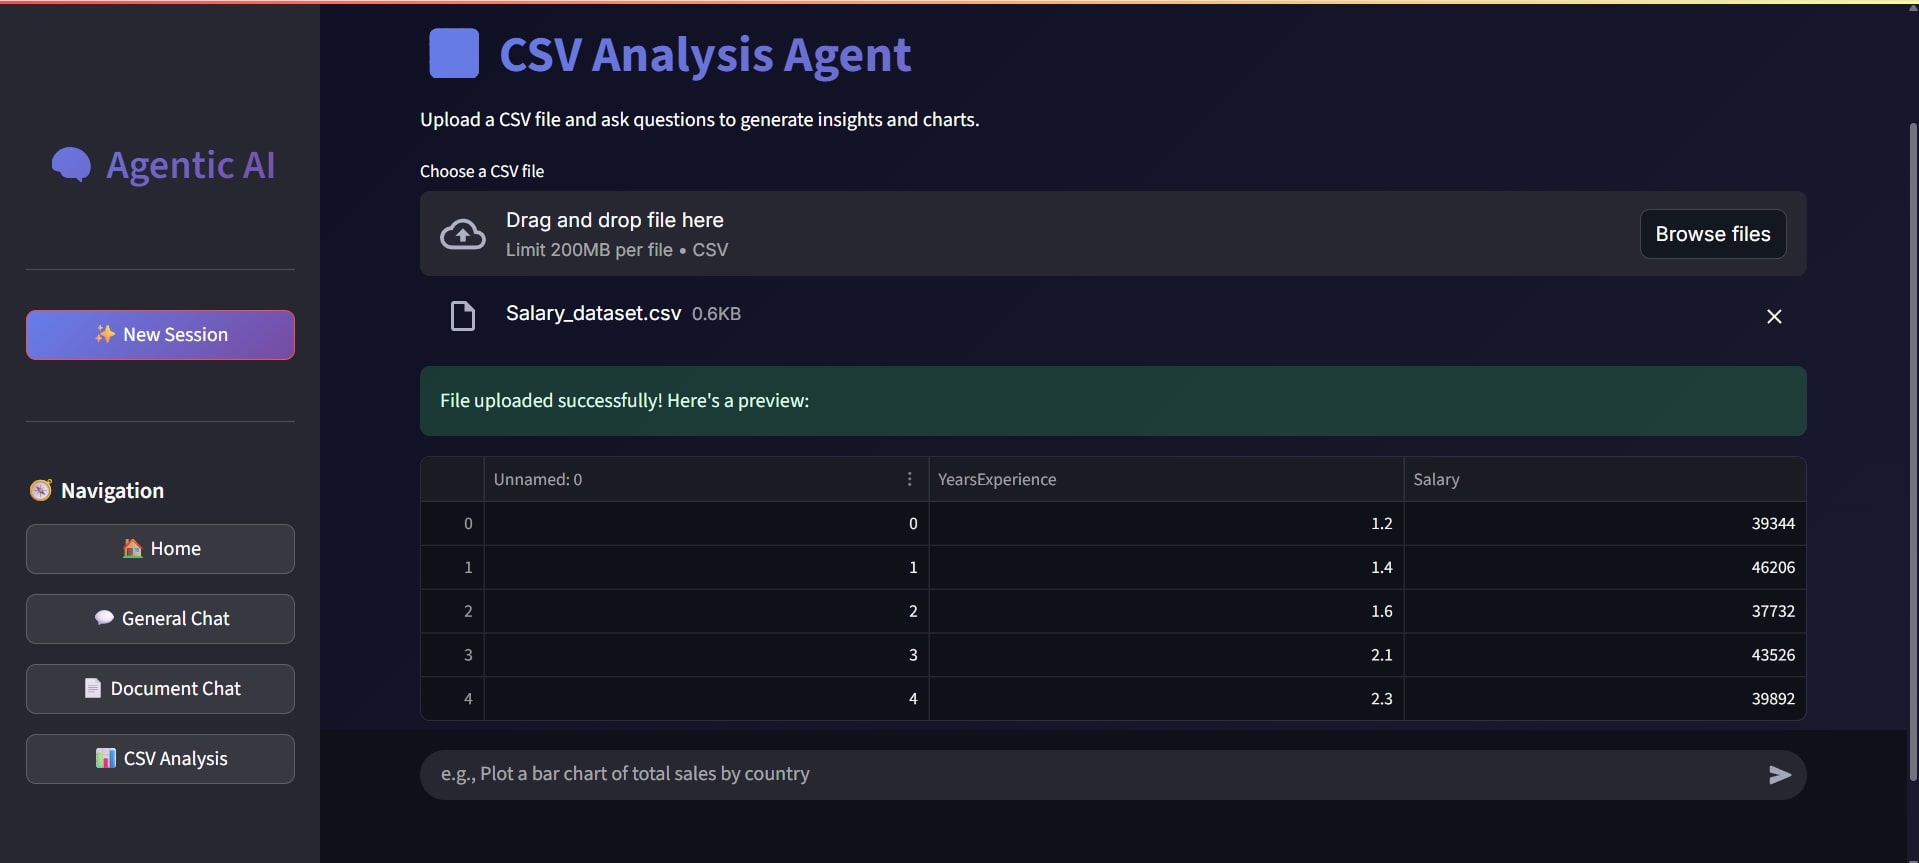 Agentic AI
✨ New Session
🧭 Navigation
🏠 Home
💬 General Chat
📄 Document Chat
📊 CSV Analysis
CSV Analysis Agent
Upload a CSV file and ask questions to generate insights and charts.
Choose a CSV file
Drag and drop file here
Limit 200MB per file • CSV
Browse files
Salary_dataset.csv 0.6KB
File uploaded successfully! Here's a preview:
Unnamed: 0 YearsExperience Salary
0 0 1.2 39344
1 1 1.4 46206
2 2 1.6 37732
3 3 2.1 43526
4 4 2.3 39892
e.g., Plot a bar chart of total sales by country